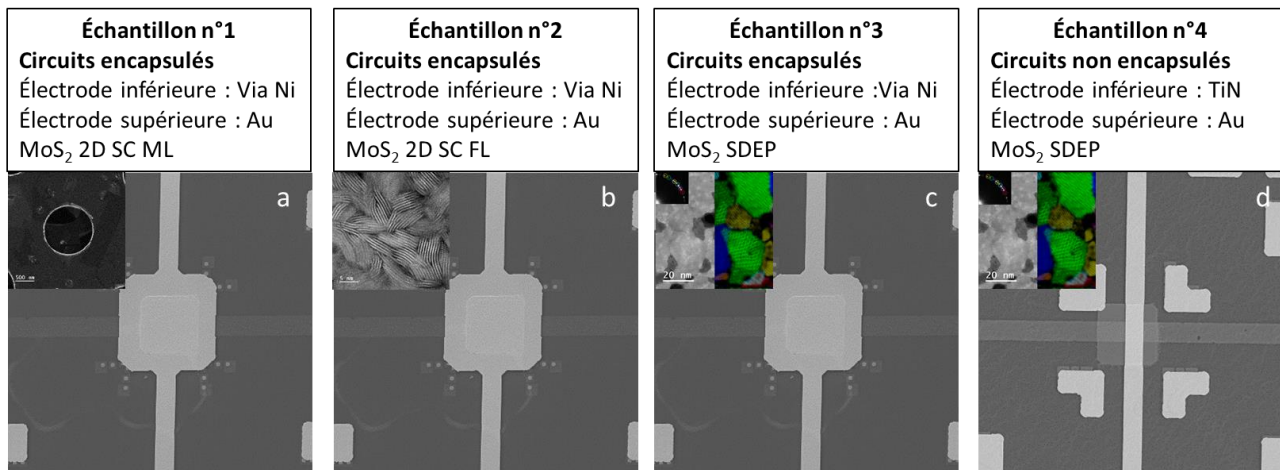 Échantillon n°1
Circuits encapsulés
Électrode inférieure : Via Ni
Électrode supérieure : Au
MoS₂ 2D SC ML
a
500 nm
Échantillon n°2
Circuits encapsulés
Électrode inférieure : Via Ni
Électrode supérieure : Au
MoS₂ 2D SC FL
b
5 nm
Échantillon n°3
Circuits encapsulés
Électrode inférieure :Via Ni
Électrode supérieure : Au
MoS₂ SDEP
c
20 nm
Échantillon n°4
Circuits non encapsulés
Électrode inférieure : TiN
Électrode supérieure : Au
MoS₂ SDEP
d
20 nm